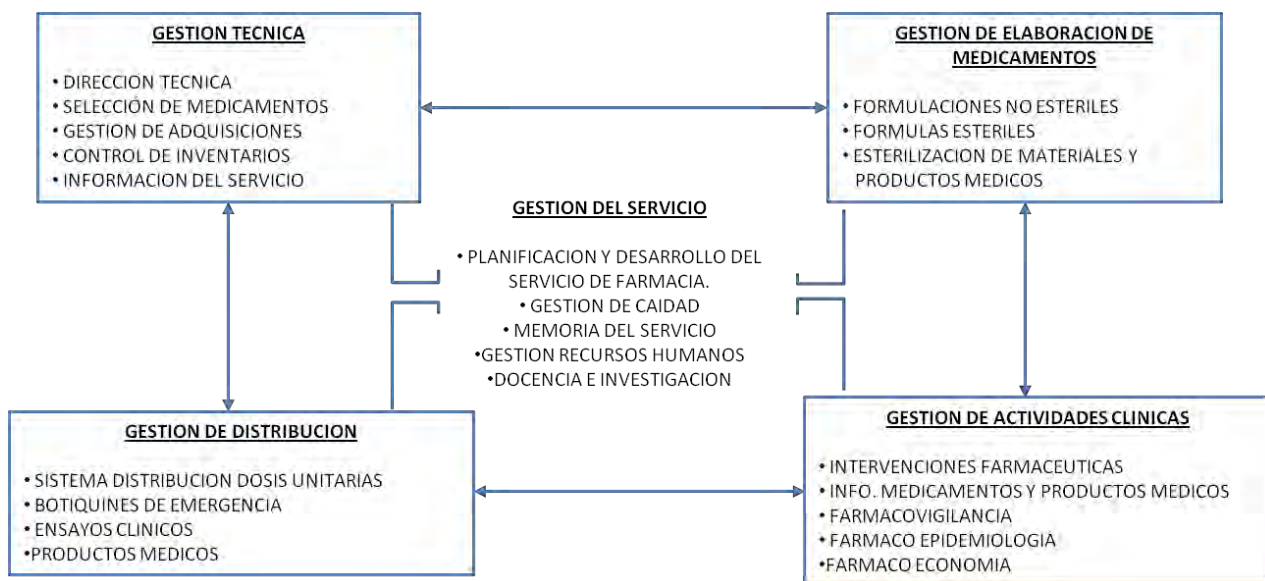 GESTION TECNICA
• DIRECCION TECNICA
• SELECCIÓN DE MEDICAMENTOS
• GESTION DE ADQUISICIONES
• CONTROL DE INVENTARIOS
• INFORMACION DEL SERVICIO
GESTION DE ELABORACION DE
MEDICAMENTOS
• FORMULACIONES NO ESTERILES
• FORMULAS ESTERILES
• ESTERILIZACION DE MATERIALES Y
PRODUCTOS MEDICOS
GESTION DEL SERVICIO
• PLANIFICACION Y DESARROLLO DEL
SERVICIO DE FARMACIA.
• GESTION DE CAIDAD
• MEMORIA DEL SERVICIO
•GESTION RECURSOS HUMANOS
•DOCENCIA E INVESTIGACION
GESTION DE DISTRIBUCION
• SISTEMA DISTRIBUCION DOSIS UNITARIAS
• BOTIQUINES DE EMERGENCIA
• ENSAYOS CLINICOS
•PRODUCTOS MEDICOS
GESTION DE ACTIVIDADES CLINICAS
• INTERVENCIONES FARMACEUTICAS
• INFO. MEDICAMENTOS Y PRODUCTOS MEDICOS
• FARMACOVIGILANCIA
• FARMACO EPIDEMIOLOGIA
•FARMACO ECONOMIA